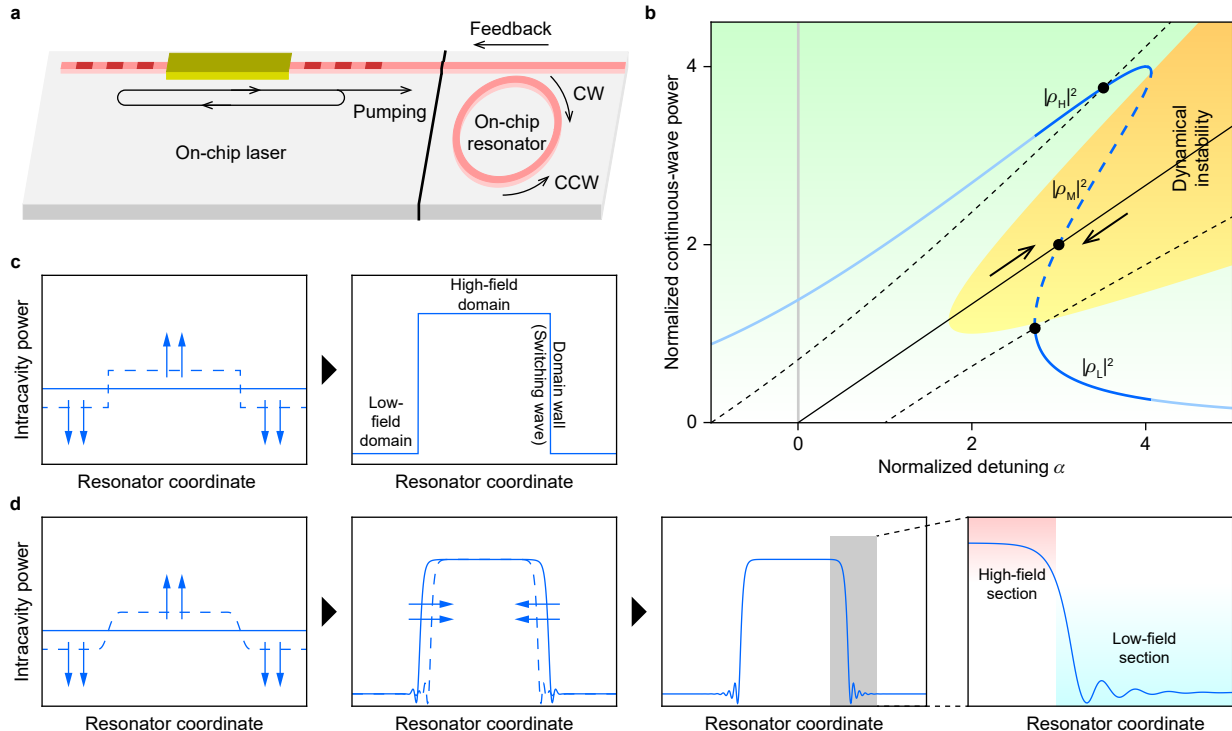 a
Feedback
Pumping
CW
On-chip
resonator
On-chip laser
CCW
b
Normalized continuous-wave power
4
2
0
0
2
4
Normalized detuning α
|ρH|²
|ρM|²
|ρL|²
Dynamical
instability
c
Intracavity power
Resonator coordinate
High-field
domain
Low-
field
domain
Domain wall
(Switching wave)
Resonator coordinate
d
Intracavity power
Resonator coordinate
Resonator coordinate
Resonator coordinate
High-field
section
Low-field
section
Resonator coordinate